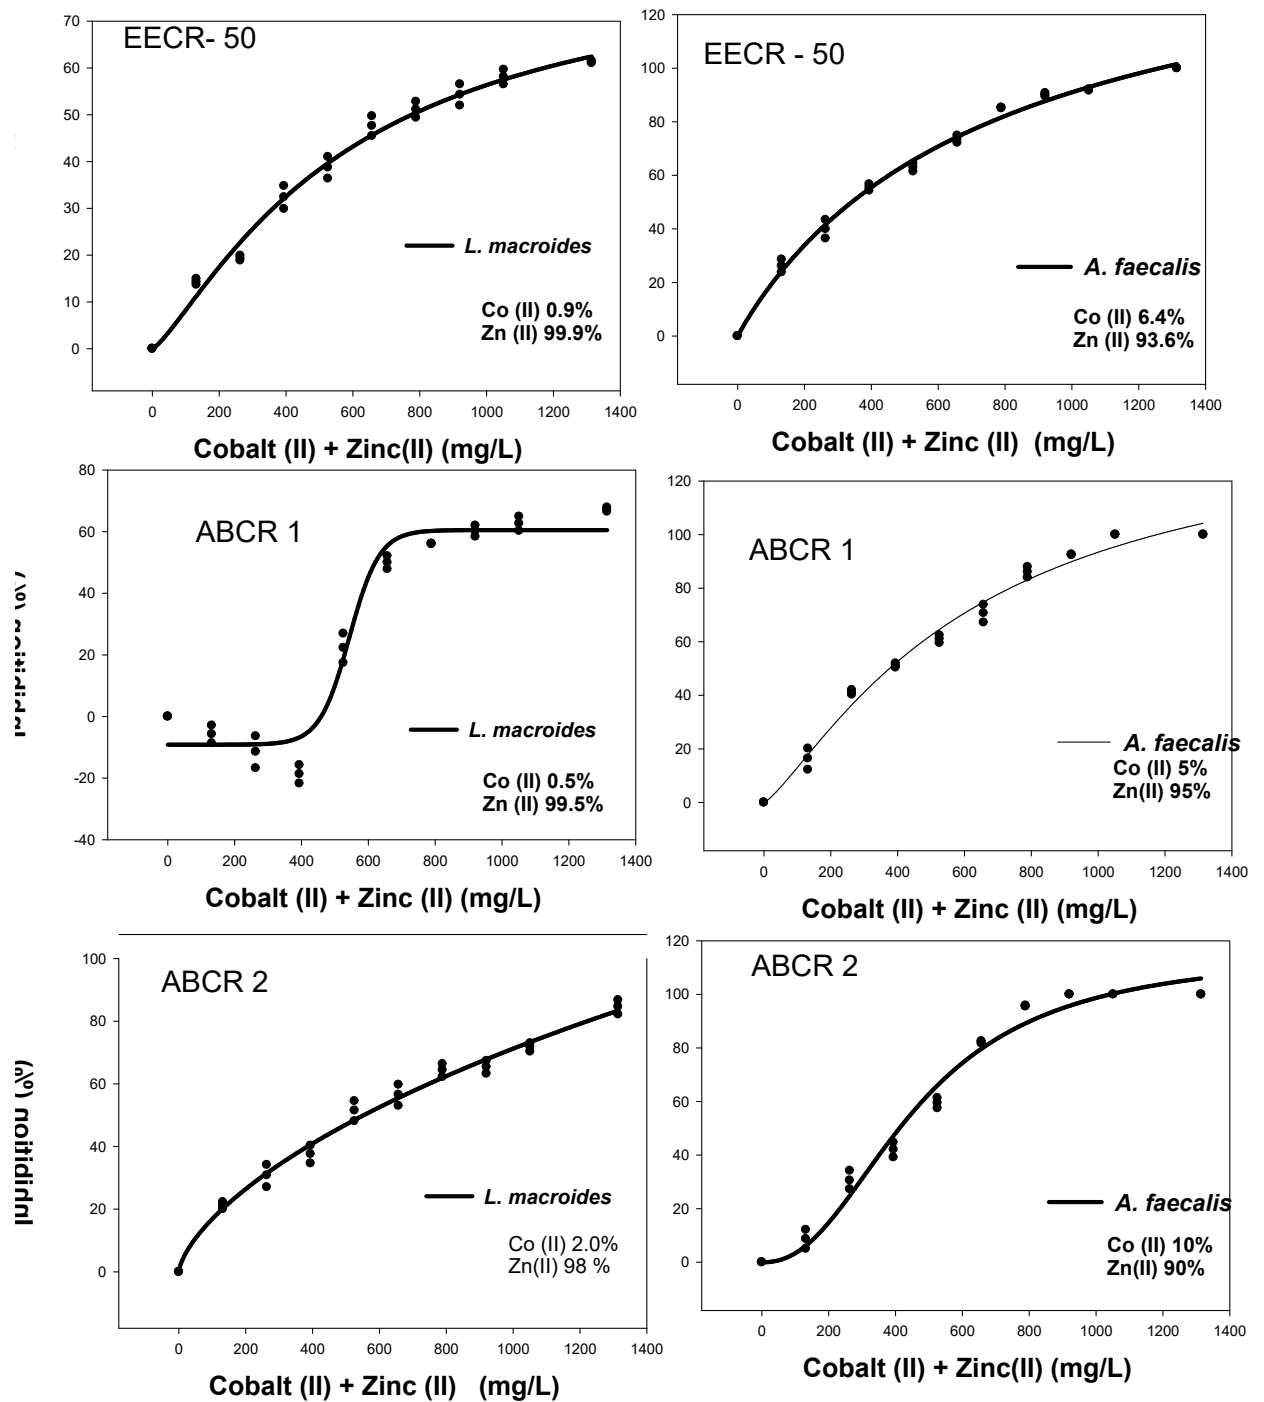 EECR- 50
70
60
50
40
30
20
10
0
L. macroides
Co (II) 0.9%
Zn (II) 99.9%
0 200 400 600 800 1000 1200 1400
Cobalt (II) + Zinc(II) (mg/L)
EECR - 50
120
100
80
60
40
20
0
A. faecalis
Co (II) 6.4%
Zn (II) 93.6%
0 200 400 600 800 1000 1200 1400
Cobalt (II) + Zinc (II) (mg/L)
80
60
40
20
0
-20
-40
ABCR 1
L. macroides
Co (II) 0.5%
Zn (II) 99.5%
0 200 400 600 800 1000 1200 1400
Cobalt (II) + Zinc (II) (mg/L)
120
100
80
60
40
20
0
ABCR 1
A. faecalis
Co (II) 5%
Zn(II) 95%
0 200 400 600 800 1000 1200 1400
Cobalt (II) + Zinc (II) (mg/L)
100
80
60
40
20
0
ABCR 2
L. macroides
Co (II) 2.0%
Zn(II) 98 %
0 200 400 600 800 1000 1200 1400
Cobalt (II) + Zinc (II) (mg/L)
120
100
80
60
40
20
0
ABCR 2
A. faecalis
Co (II) 10%
Zn(II) 90%
0 200 400 600 800 1000 1200 1400
Cobalt (II) + Zinc(II) (mg/L)